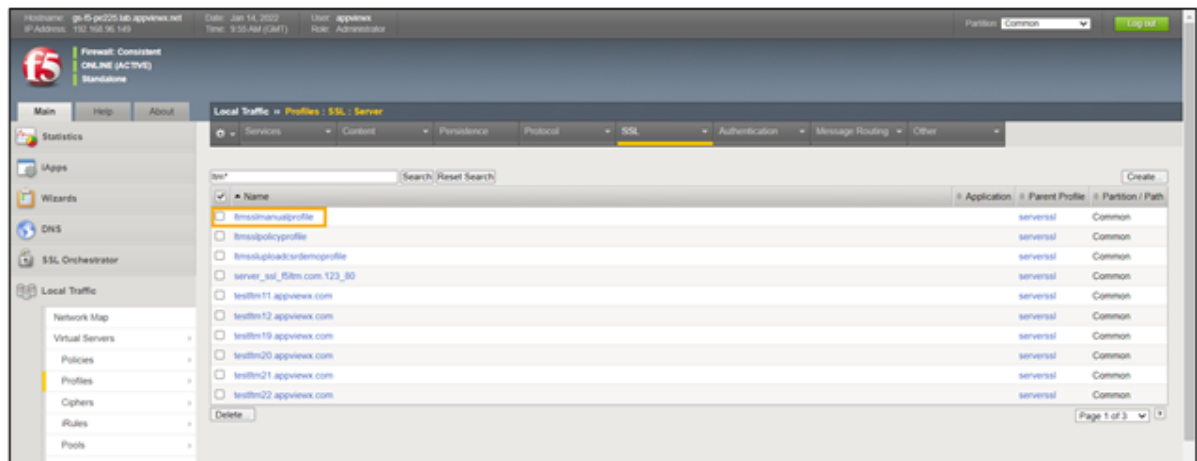 Hostname: gs-f5-pe225.lab.appviewx.net Date: Jan 14, 2022 User: appviewx Partition: Common Log out
IP Address: 192.168.96.149 Time: 9:55 AM (GMT) Role: Administrator
f5
Firewall: Consistent
ONLINE (ACTIVE)
Standalone
Main Help About Local Traffic » Profiles : SSL : Server
Services Content Persistence Protocol SSL Authentication Message Routing Other
Statistics
iApps
Wizards
DNS
SSL Orchestrator
Local Traffic
Network Map
Virtual Servers
Policies
Profiles
Ciphers
iRules
Pools
ltm* Search Reset Search Create...
Name Application Parent Profile Partition / Path
ltmsslmanualprofile serverssl Common
ltmsslpolicyprofile serverssl Common
ltmssluploadcsrdemoprofile serverssl Common
server_ssl_f5ltm.com.123_80 serverssl Common
testltm11.appviewx.com serverssl Common
testltm12.appviewx.com serverssl Common
testltm19.appviewx.com serverssl Common
testltm20.appviewx.com serverssl Common
testltm21.appviewx.com serverssl Common
testltm22.appviewx.com serverssl Common
Delete... Page 1 of 3